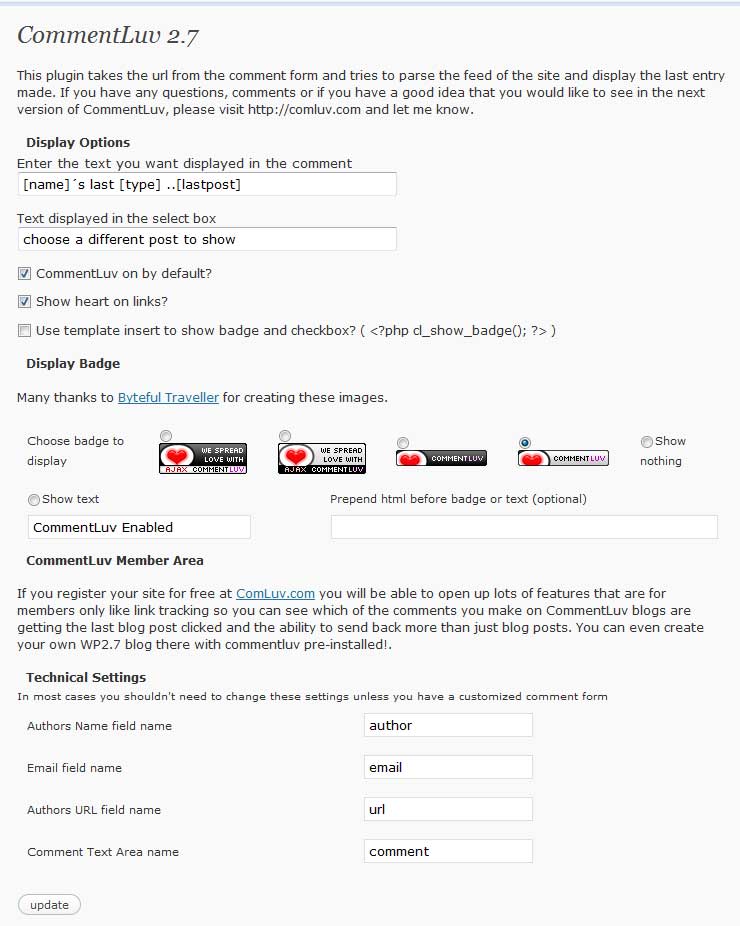 CommentLuv 2.7
This plugin takes the url from the comment form and tries to parse the feed of the site and display the last entry
made. If you have any questions, comments or if you have a good idea that you would like to see in the next
version of CommentLuv, please visit http://comluv.com and let me know.
Display Options
Enter the text you want displayed in the comment
[name]´s last [type] ..[lastpost]
Text displayed in the select box
choose a different post to show
CommentLuv on by default?
Show heart on links?
Use template insert to show badge and checkbox? ( <?php cl_show_badge(); ?> )
Display Badge
Many thanks to Byteful Traveller for creating these images.
Choose badge to
display
WE SPREAD
LOVE WITH
AJAX COMMENTLUV
WE SPREAD
LOVE WITH
AJAX COMMENTLUV
COMMENTLUV
COMMENTLUV
Show
nothing
Show text
Prepend html before badge or text (optional)
CommentLuv Enabled
CommentLuv Member Area
If you register your site for free at ComLuv.com you will be able to open up lots of features that are for
members only like link tracking so you can see which of the comments you make on CommentLuv blogs are
getting the last blog post clicked and the ability to send back more than just blog posts. You can even create
your own WP2.7 blog there with commentluv pre-installed!.
Technical Settings
In most cases you shouldn't need to change these settings unless you have a customized comment form
Authors Name field name
author
Email field name
email
Authors URL field name
url
Comment Text Area name
comment
update